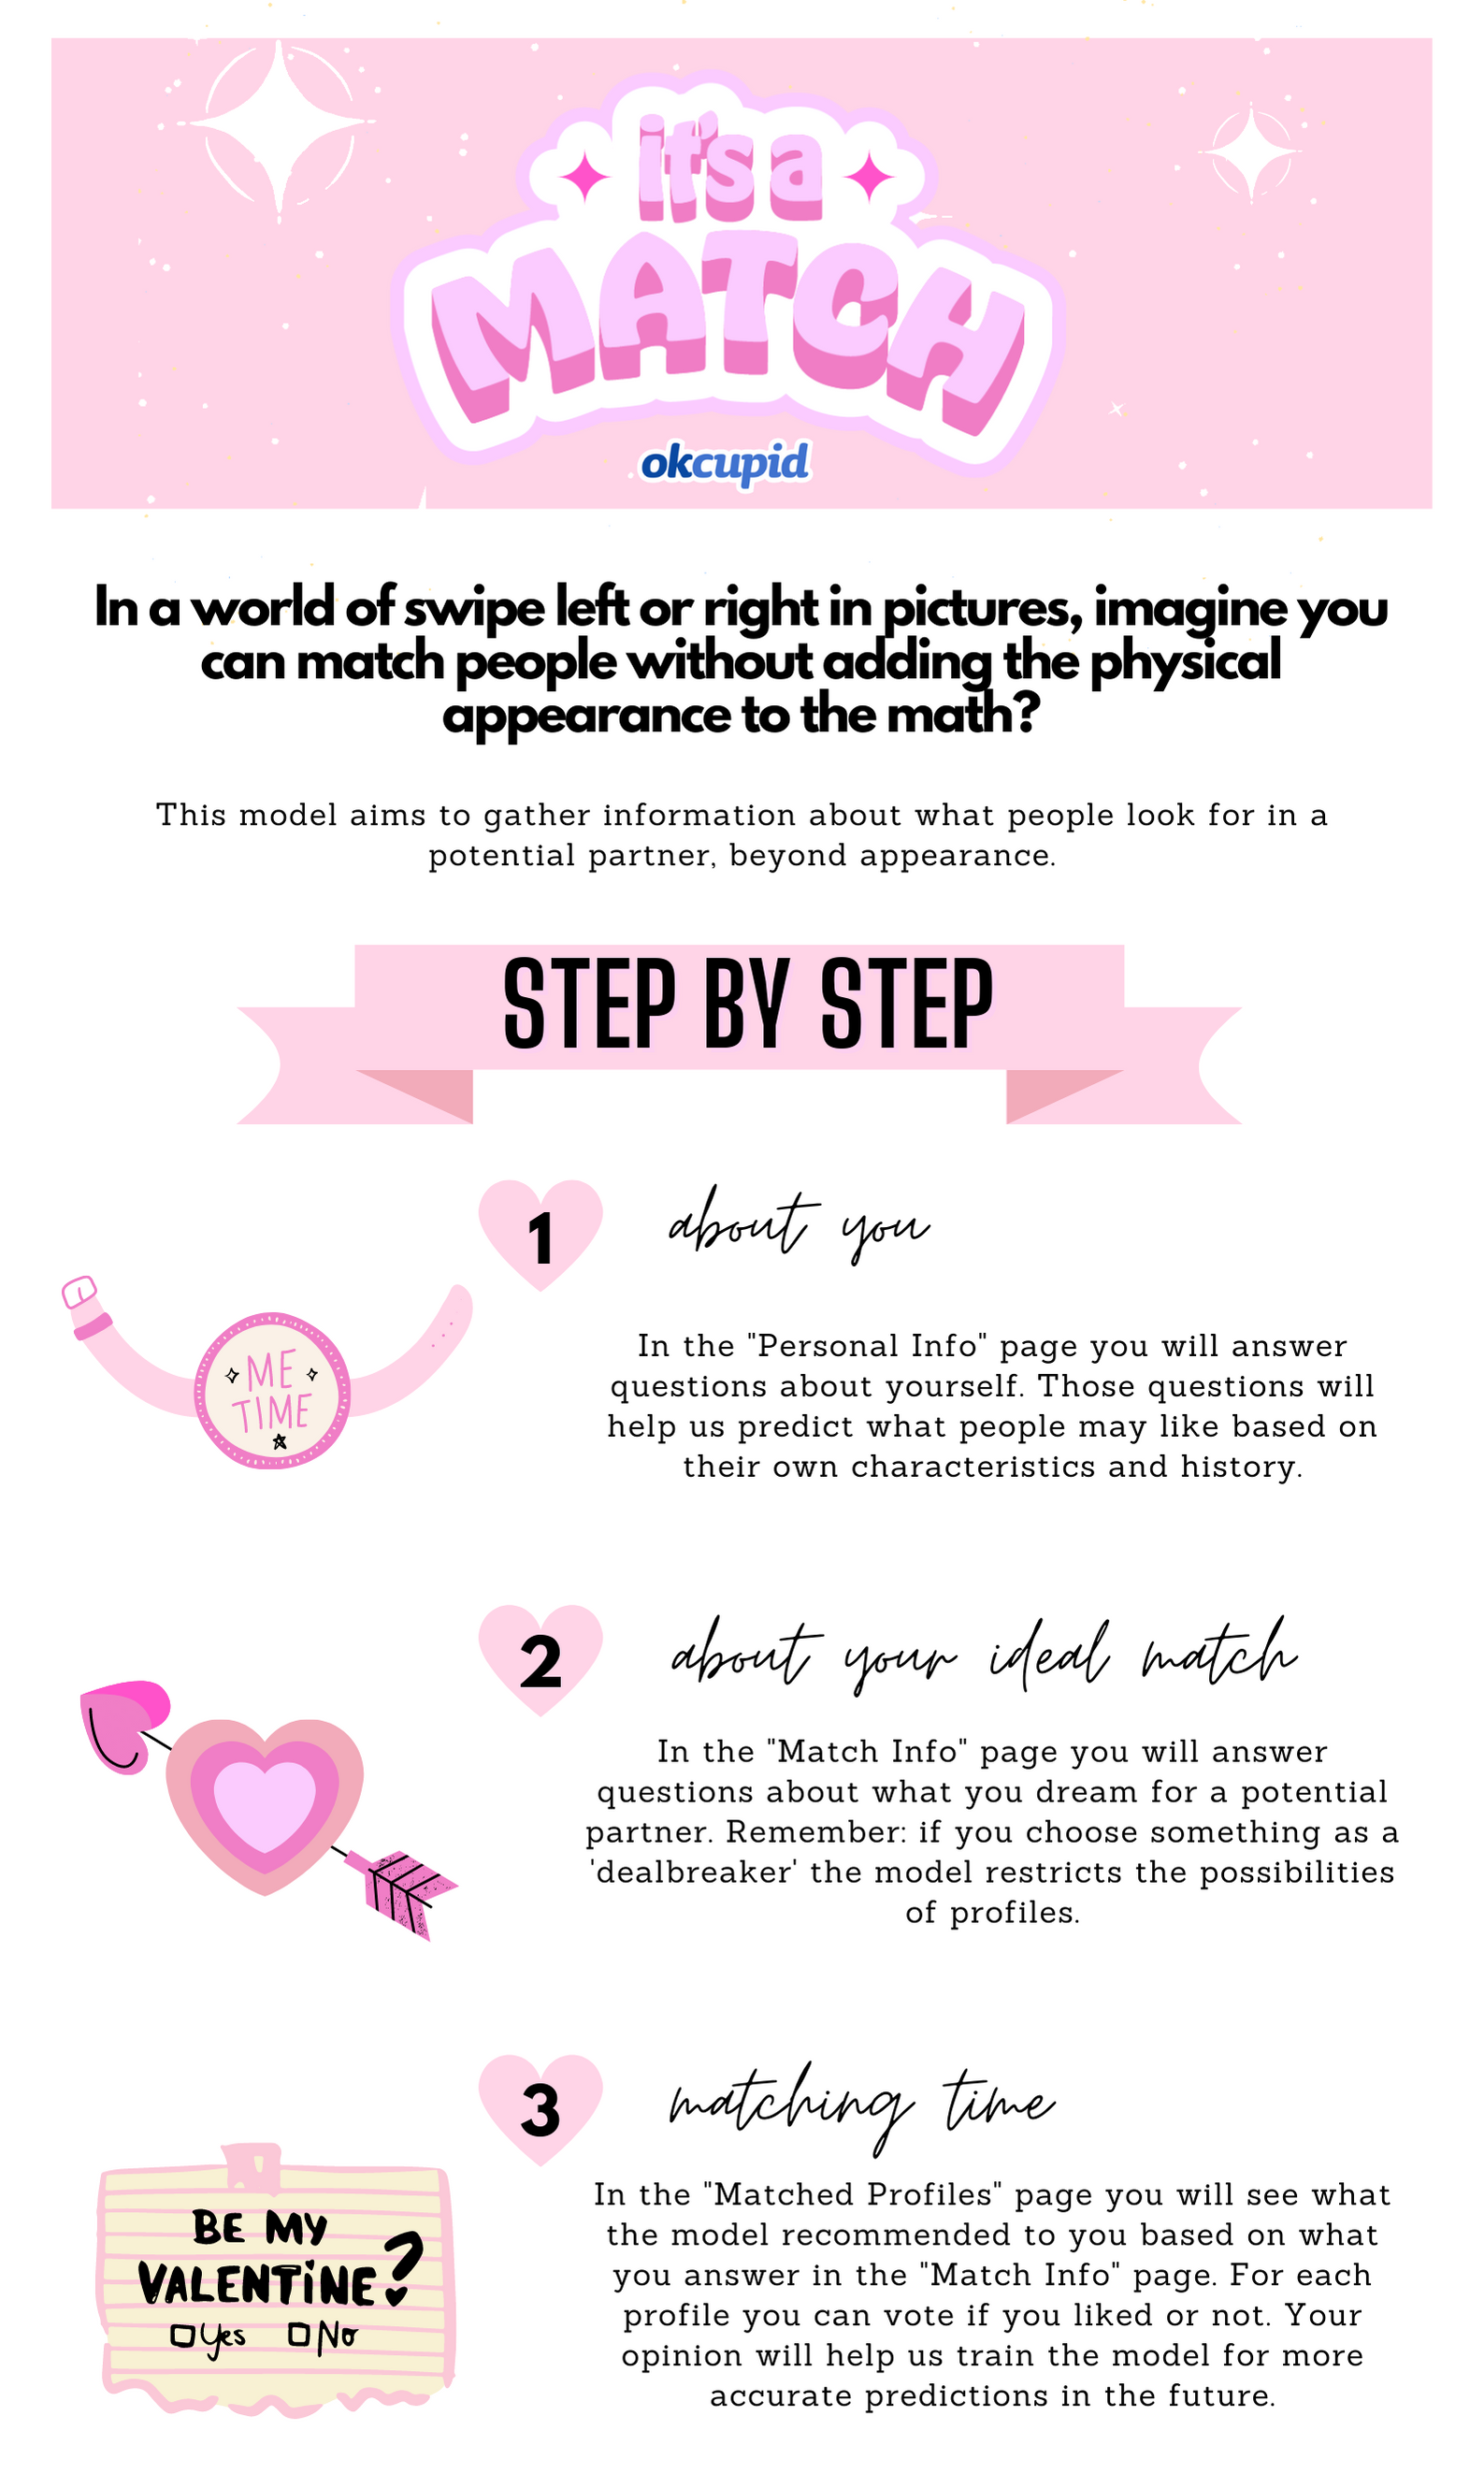 it's a
MATCH
okcupid
In a world of swipe left or right in pictures, imagine you
can match people without adding the physical
appearance to the math?
This model aims to gather information about what people look for in a
potential partner, beyond appearance.
STEP BY STEP
1
about you
ME
TIME
In the "Personal Info" page you will answer
questions about yourself. Those questions will
help us predict what people may like based on
their own characteristics and history.
2
about your ideal match
In the "Match Info" page you will answer
questions about what you dream for a potential
partner. Remember: if you choose something as a
'dealbreaker' the model restricts the possibilities
of profiles.
3
matching time
BE MY
VALENTINE?
Yes No
In the "Matched Profiles" page you will see what
the model recommended to you based on what
you answer in the "Match Info" page. For each
profile you can vote if you liked or not. Your
opinion will help us train the model for more
accurate predictions in the future.